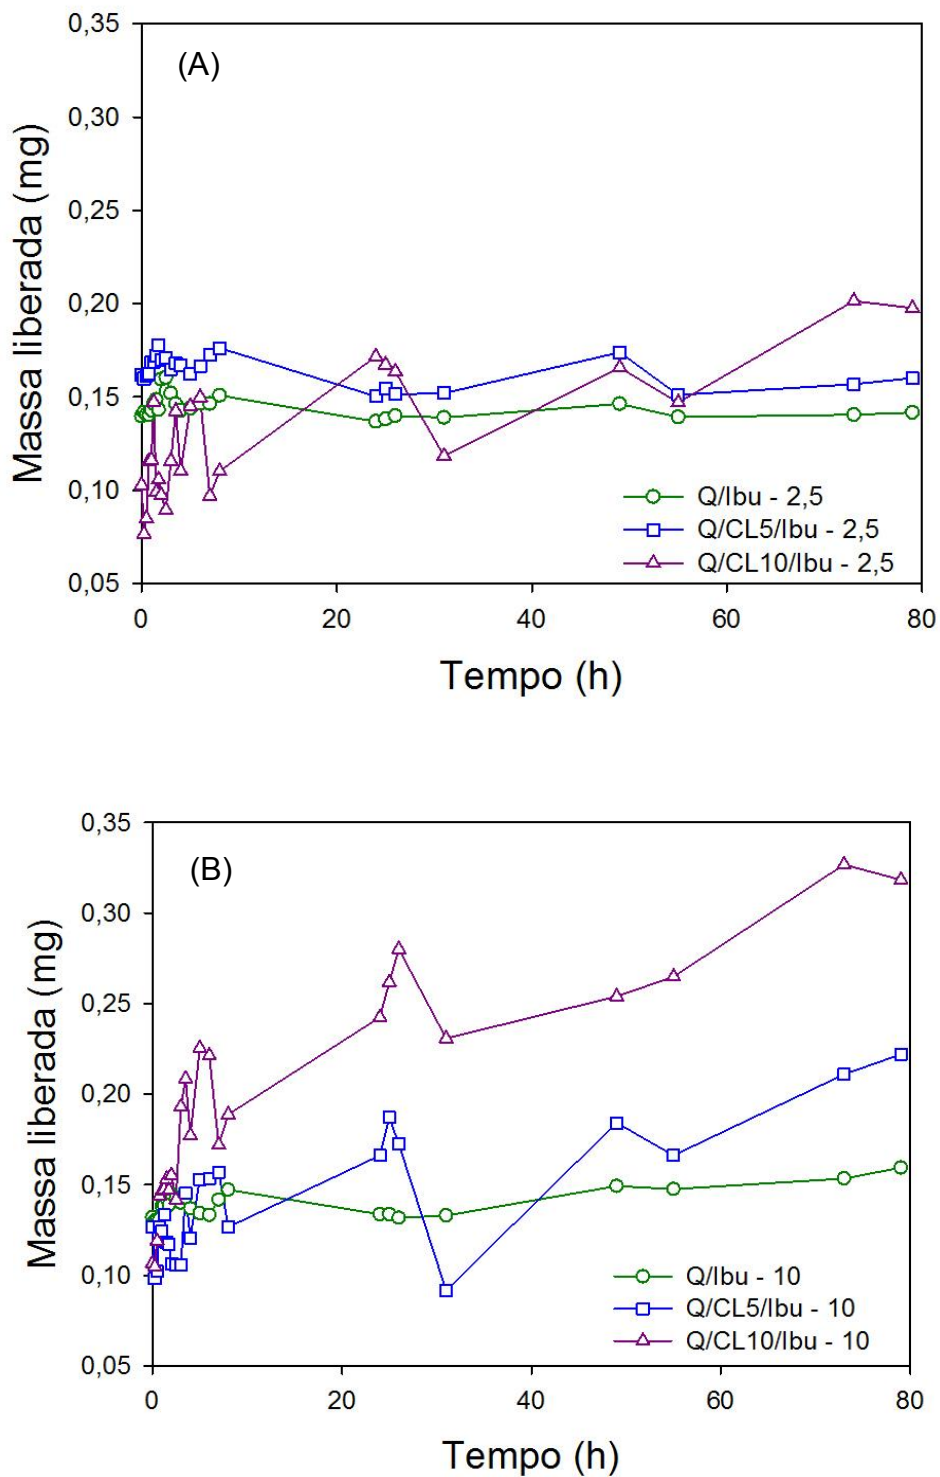 (A)
Massa liberada (mg)
0,35
0,30
0,25
0,20
0,15
0,10
0,05
Q/Ibu - 2,5
Q/CL5/Ibu - 2,5
Q/CL10/Ibu - 2,5
0 20 40 60 80
Tempo (h)
(B)
Massa liberada (mg)
0,35
0,30
0,25
0,20
0,15
0,10
0,05
Q/Ibu - 10
Q/CL5/Ibu - 10
Q/CL10/Ibu - 10
0 20 40 60 80
Tempo (h)